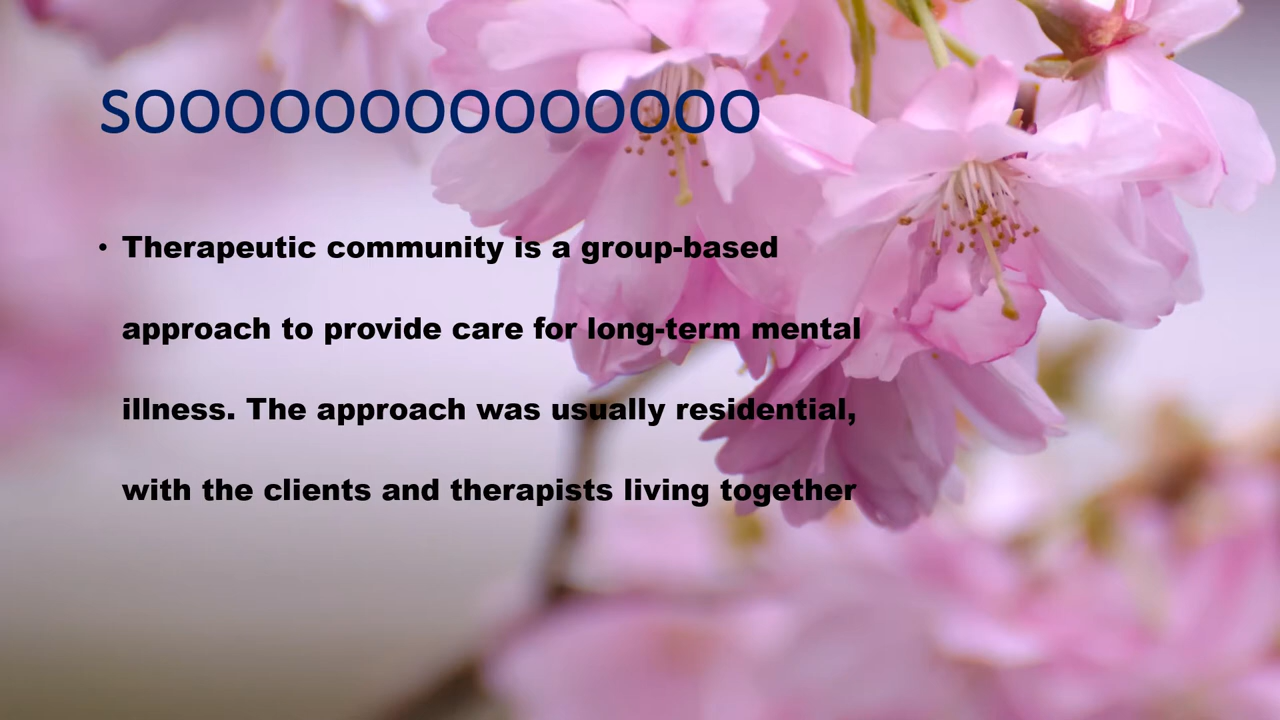 SOOOOOOOOOOOOOO
• Therapeutic community is a group-based
approach to provide care for long-term mental
illness. The approach was usually residential,
with the clients and therapists living together